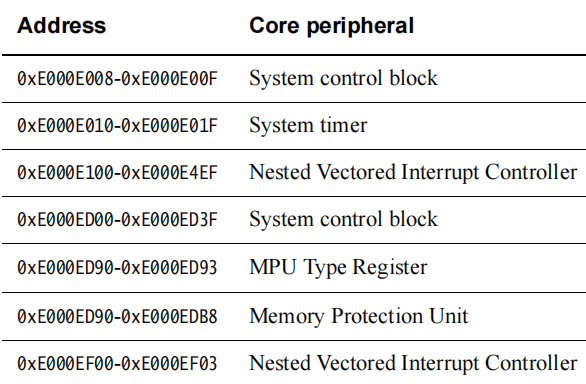 Address Core peripheral
0xE000E008-0xE000E00F System control block
0xE000E010-0xE000E01F System timer
0xE000E100-0xE000E4EF Nested Vectored Interrupt Controller
0xE000ED00-0xE000ED3F System control block
0xE000ED90-0xE000ED93 MPU Type Register
0xE000ED90-0xE000EDB8 Memory Protection Unit
0xE000EF00-0xE000EF03 Nested Vectored Interrupt Controller